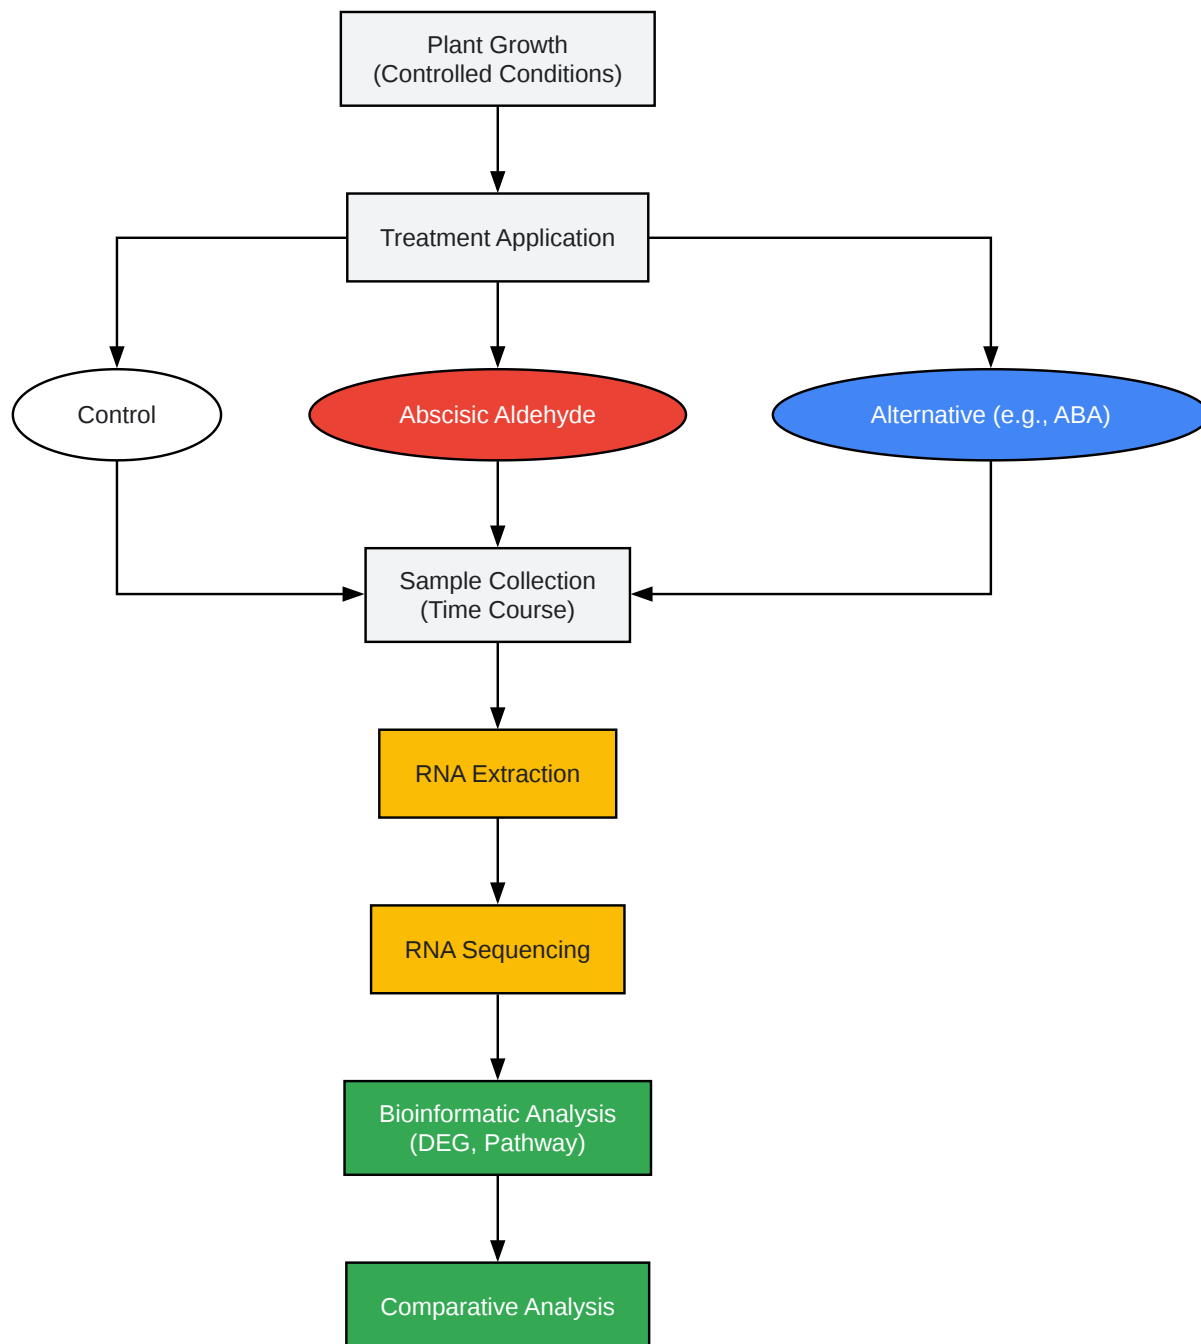 Plant Growth
(Controlled Conditions)
Treatment Application
Control
Abscisic Aldehyde
Alternative (e.g., ABA)
Sample Collection
(Time Course)
RNA Extraction
RNA Sequencing
Bioinformatic Analysis
(DEG, Pathway)
Comparative Analysis